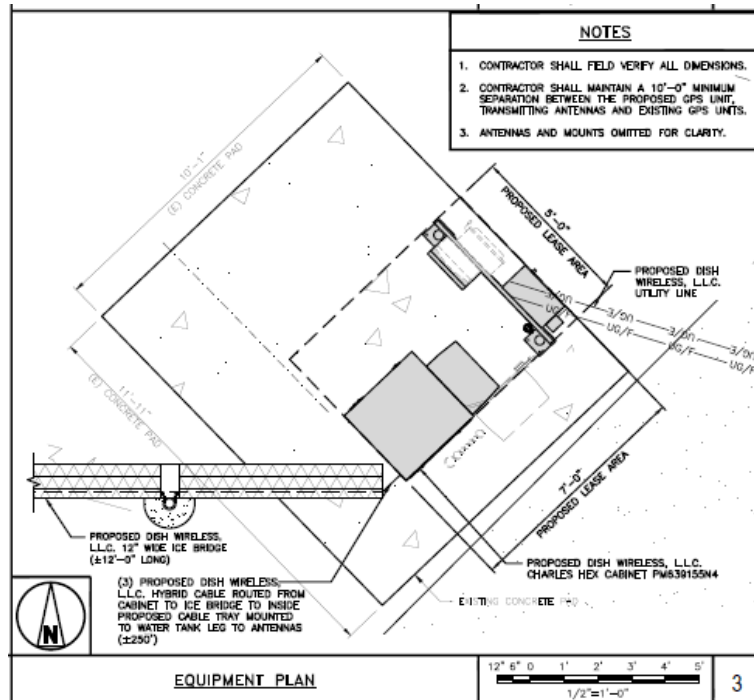 NOTES
1. CONTRACTOR SHALL FIELD VERIFY ALL DIMENSIONS.
2. CONTRACTOR SHALL MAINTAIN A 10'-0" MINIMUM
SEPARATION BETWEEN THE PROPOSED GPS UNIT,
TRANSMITTING ANTENNAS AND EXISTING GPS UNITS.
3. ANTENNAS AND MOUNTS OMITTED FOR CLARITY.
10'-1"
(E) CONCRETE PAD
5'-0"
PROPOSED LEASE AREA
PROPOSED DISH
WIRELESS, L.L.C.
UTILITY LINE
UG/F
UG/F
UG/F
UG/F
11'-11"
(E) CONCRETE PAD
7'-0"
PROPOSED LEASE AREA
PROPOSED DISH WIRELESS,
L.L.C. 12" WIDE ICE BRIDGE
(±12'-0" LONG)
(3) PROPOSED DISH WIRELESS,
L.L.C. HYBRID CABLE ROUTED FROM
CABINET TO ICE BRIDGE TO INSIDE
PROPOSED CABLE TRAY MOUNTED
TO WATER TANK LEG TO ANTENNAS
(±250')
PROPOSED DISH WIRELESS, L.L.C.
CHARLES HEX CABINET PM639155N4
EXISTING CONCRETE PAD
N
EQUIPMENT PLAN
12" 6" 0 1' 2' 3' 4' 5'
1/2"=1'-0"
3